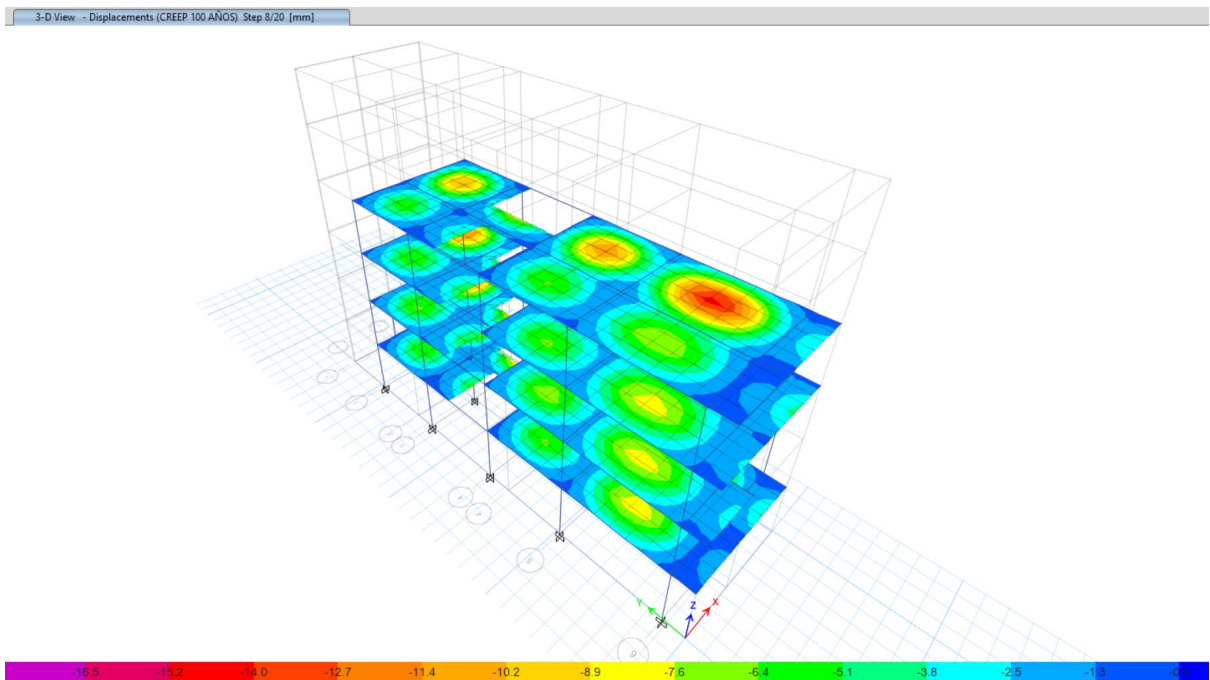 3-D View - Displacements (CREEP 100 AÑOS) Step 8/20 [mm]
Y Z X
-16.5 -15.3 -14.0 -12.7 -11.4 -10.2 -8.9 -7.6 -6.4 -5.1 -3.8 -2.5 -1.3